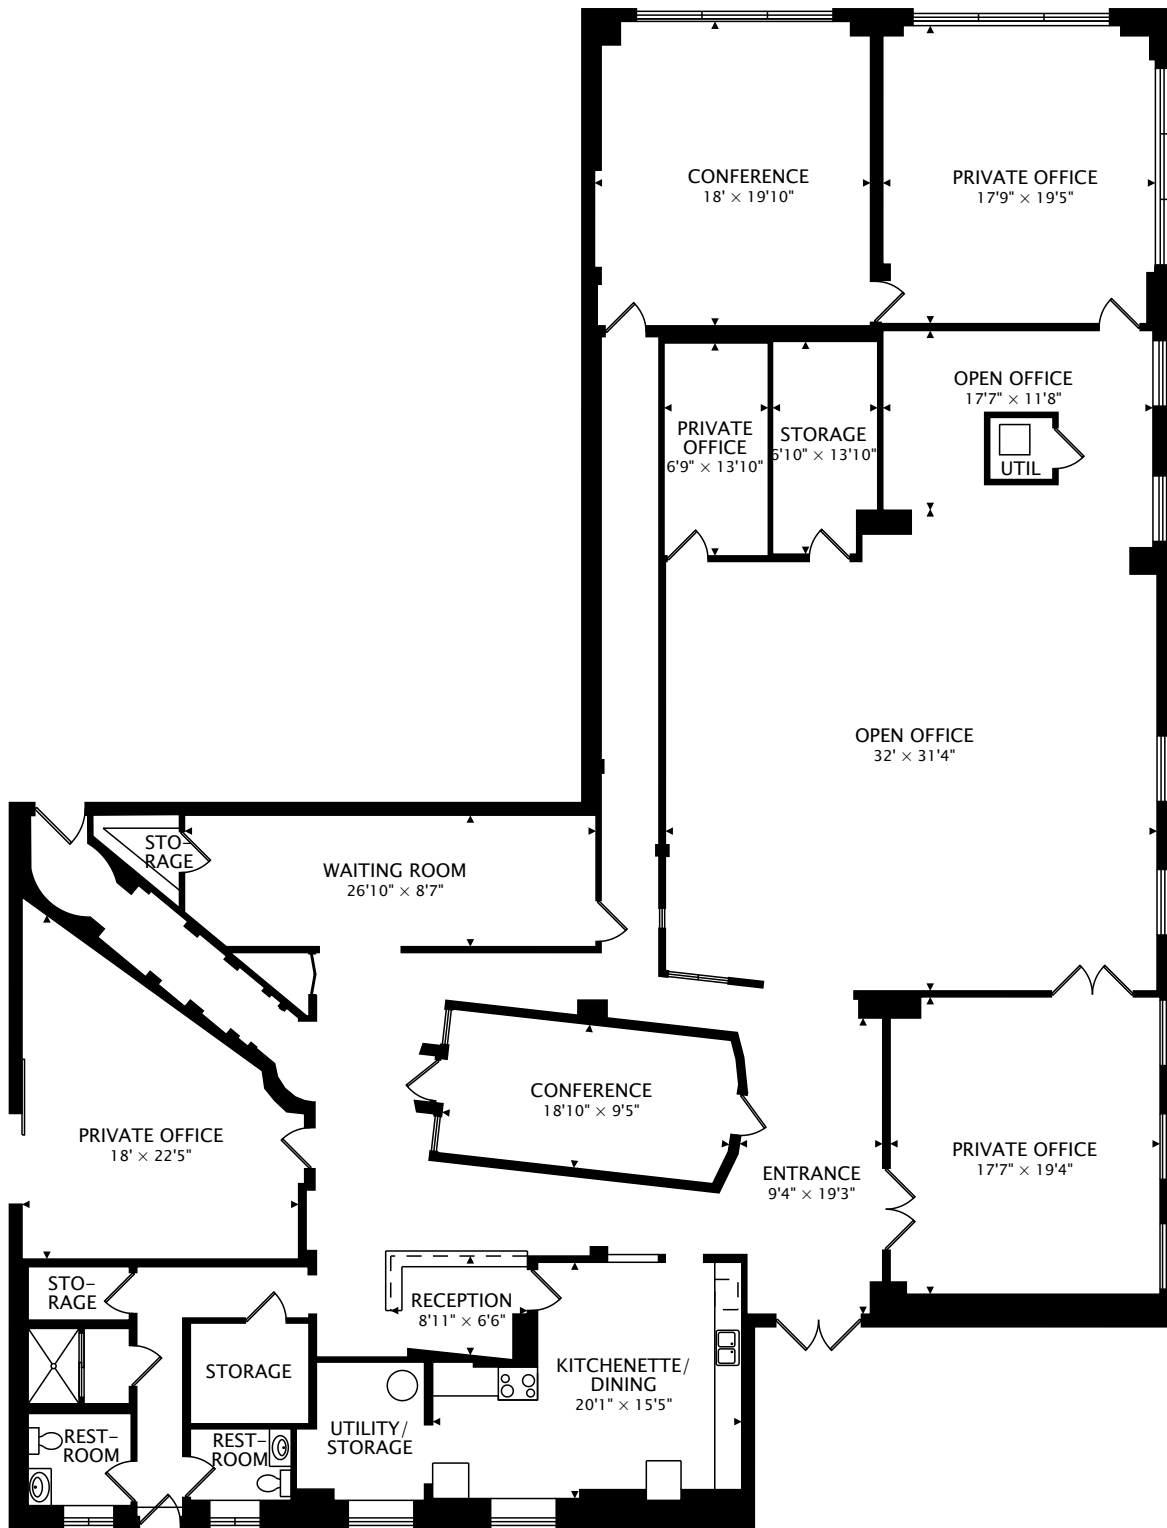 CONFERENCE
18' × 19'10"
PRIVATE OFFICE
17'9" × 19'5"
OPEN OFFICE
17'7" × 11'8"
PRIVATE
OFFICE
6'9" × 13'10"
STORAGE
6'10" × 13'10"
UTIL
OPEN OFFICE
32' × 31'4"
STO-
RAGE
WAITING ROOM
26'10" × 8'7"
CONFERENCE
18'10" × 9'5"
PRIVATE OFFICE
18' × 22'5"
ENTRANCE
9'4" × 19'3"
PRIVATE OFFICE
17'7" × 19'4"
STO-
RAGE
RECEPTION
8'11" × 6'6"
STORAGE
KITCHENETTE/
DINING
20'1" × 15'5"
UTILITY/
STORAGE
REST-
ROOM
REST-
ROOM